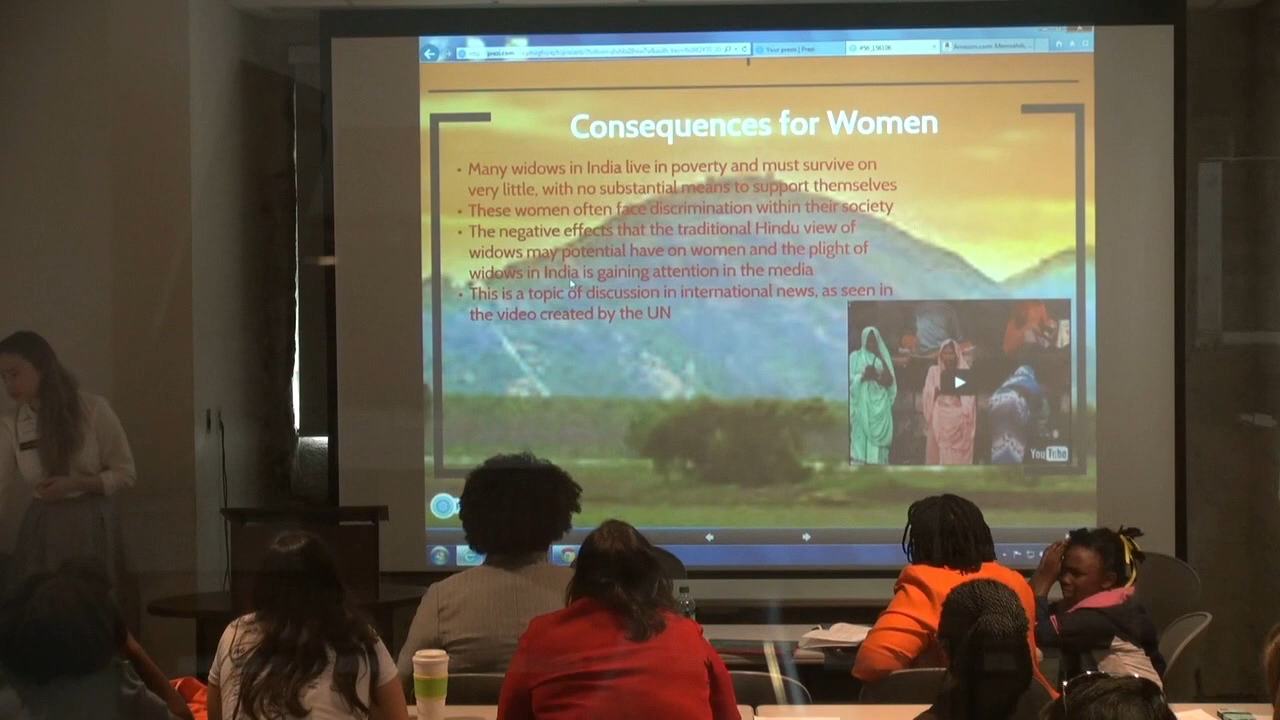 Your prezi | Prezi
Consequences for Women
• Many widows in India live in poverty and must survive on
very little, with no substantial means to support themselves
• These women often face discrimination within their society
• The negative effects that the traditional Hindu view of
widows may potential have on women and the plight of
widows in India is gaining attention in the media
• This is a topic of discussion in international news, as seen in
the video created by the UN
YouTube